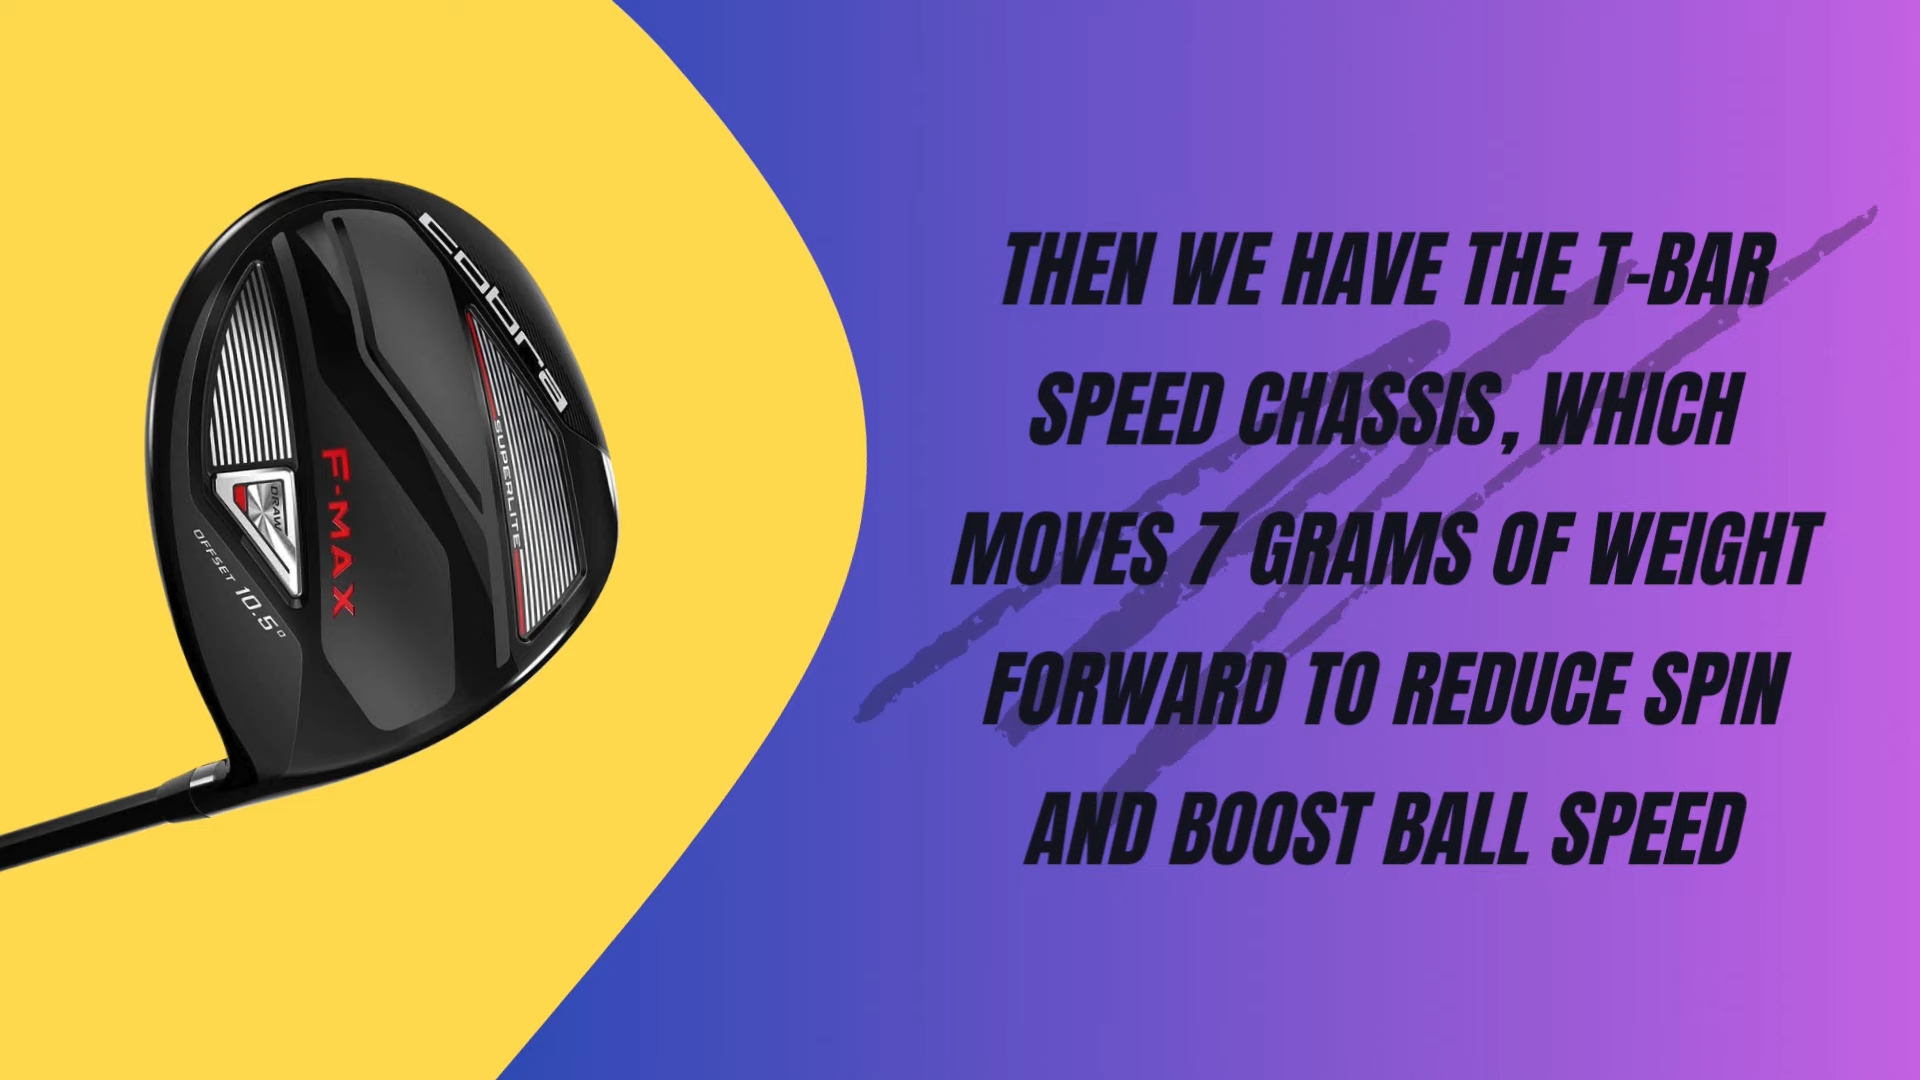 cobra
SUPERLITE
F-MAX
DRAW
OFFSET 10.5°
THEN WE HAVE THE T-BAR
SPEED CHASSIS, WHICH
MOVES 7 GRAMS OF WEIGHT
FORWARD TO REDUCE SPIN
AND BOOST BALL SPEED